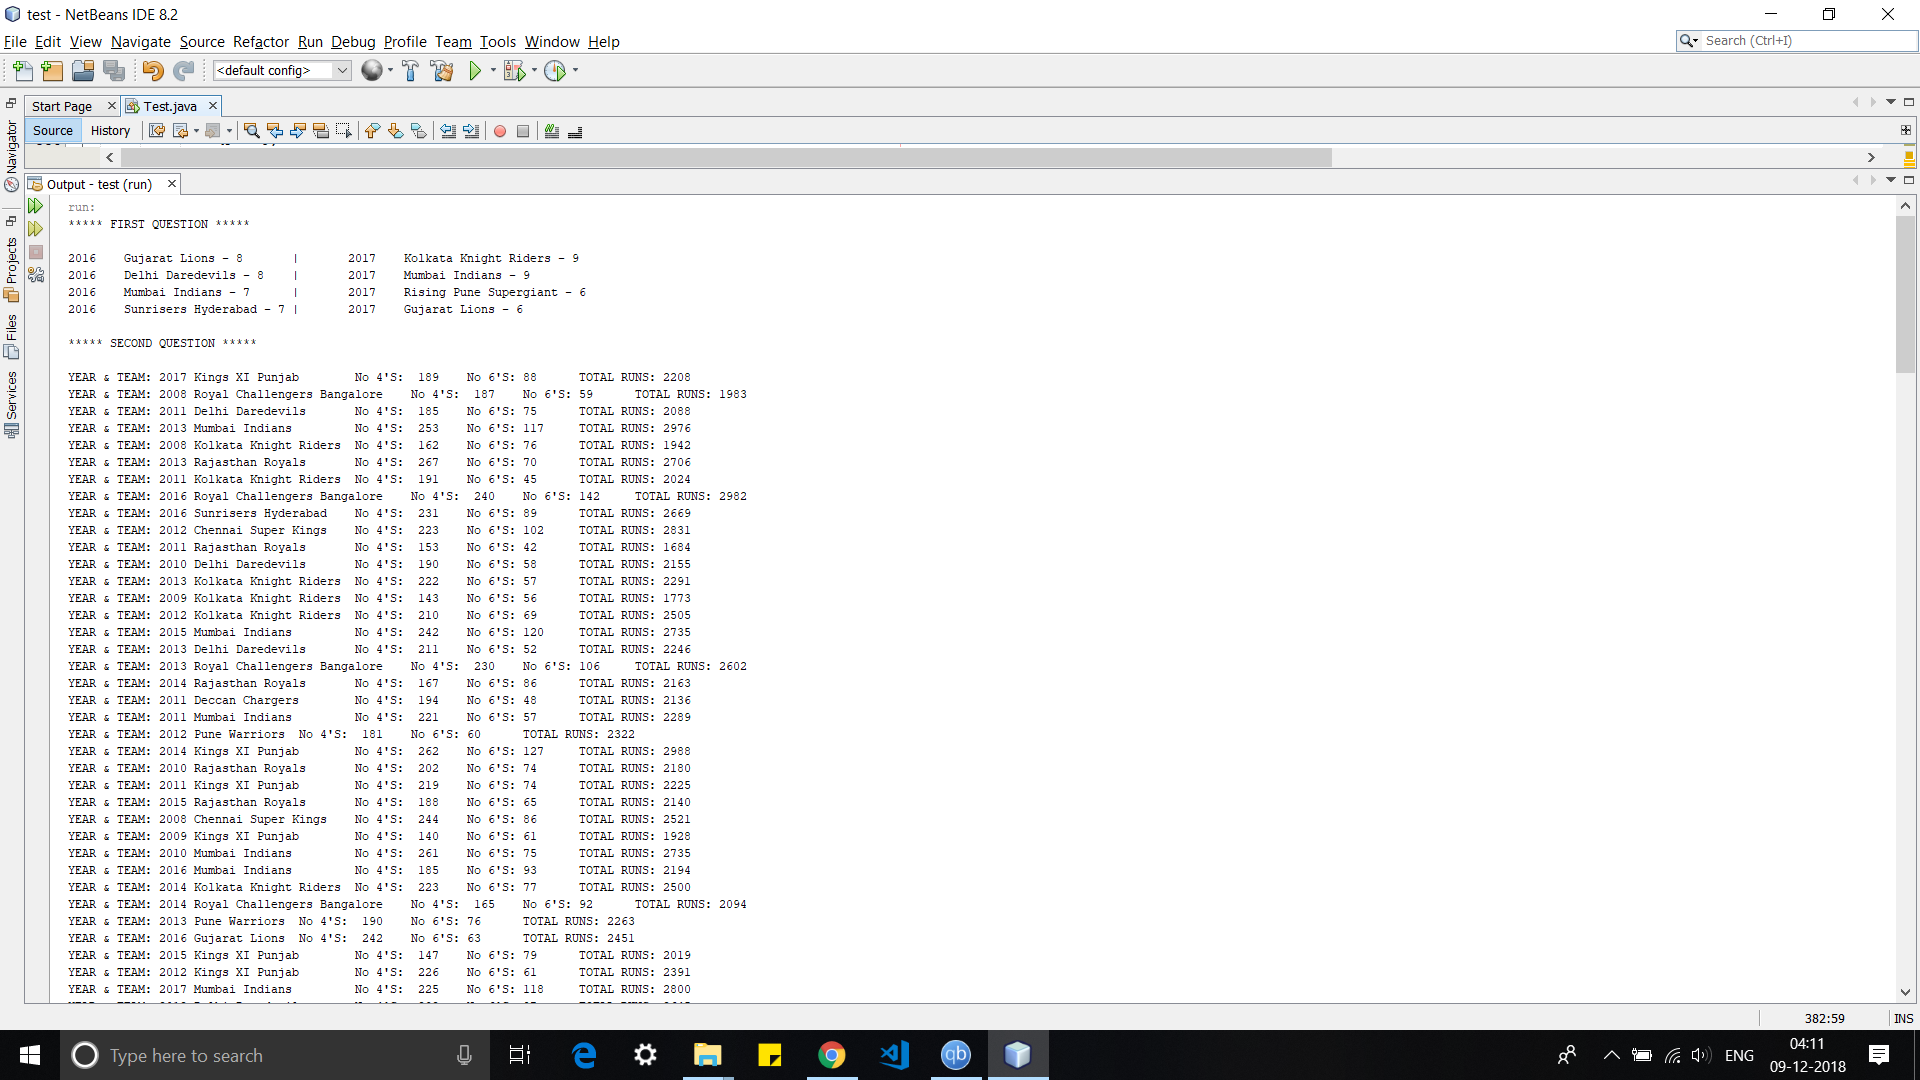 test - NetBeans IDE 8.2
File Edit View Navigate Source Refactor Run Debug Profile Team Tools Window Help
Search (Ctrl+I)
<default config>
Start Page
Test.java
Source History
Navigator
Projects
Files
Services
Output - test (run)
run:
***** FIRST QUESTION *****
2016 Gujarat Lions - 8 | 2017 Kolkata Knight Riders - 9
2016 Delhi Daredevils - 8 | 2017 Mumbai Indians - 9
2016 Mumbai Indians - 7 | 2017 Rising Pune Supergiant - 6
2016 Sunrisers Hyderabad - 7 | 2017 Gujarat Lions - 6
***** SECOND QUESTION *****
YEAR & TEAM: 2017 Kings XI Punjab No 4'S: 189 No 6'S: 88 TOTAL RUNS: 2208
YEAR & TEAM: 2008 Royal Challengers Bangalore No 4'S: 187 No 6'S: 59 TOTAL RUNS: 1983
YEAR & TEAM: 2011 Delhi Daredevils No 4'S: 185 No 6'S: 75 TOTAL RUNS: 2088
YEAR & TEAM: 2013 Mumbai Indians No 4'S: 253 No 6'S: 117 TOTAL RUNS: 2976
YEAR & TEAM: 2008 Kolkata Knight Riders No 4'S: 162 No 6'S: 76 TOTAL RUNS: 1942
YEAR & TEAM: 2013 Rajasthan Royals No 4'S: 267 No 6'S: 70 TOTAL RUNS: 2706
YEAR & TEAM: 2011 Kolkata Knight Riders No 4'S: 191 No 6'S: 45 TOTAL RUNS: 2024
YEAR & TEAM: 2016 Royal Challengers Bangalore No 4'S: 240 No 6'S: 142 TOTAL RUNS: 2982
YEAR & TEAM: 2016 Sunrisers Hyderabad No 4'S: 231 No 6'S: 89 TOTAL RUNS: 2669
YEAR & TEAM: 2012 Chennai Super Kings No 4'S: 223 No 6'S: 102 TOTAL RUNS: 2831
YEAR & TEAM: 2011 Rajasthan Royals No 4'S: 153 No 6'S: 42 TOTAL RUNS: 1684
YEAR & TEAM: 2010 Delhi Daredevils No 4'S: 190 No 6'S: 58 TOTAL RUNS: 2155
YEAR & TEAM: 2013 Kolkata Knight Riders No 4'S: 222 No 6'S: 57 TOTAL RUNS: 2291
YEAR & TEAM: 2009 Kolkata Knight Riders No 4'S: 143 No 6'S: 56 TOTAL RUNS: 1773
YEAR & TEAM: 2012 Kolkata Knight Riders No 4'S: 210 No 6'S: 69 TOTAL RUNS: 2505
YEAR & TEAM: 2015 Mumbai Indians No 4'S: 242 No 6'S: 120 TOTAL RUNS: 2735
YEAR & TEAM: 2013 Delhi Daredevils No 4'S: 211 No 6'S: 52 TOTAL RUNS: 2246
YEAR & TEAM: 2013 Royal Challengers Bangalore No 4'S: 230 No 6'S: 106 TOTAL RUNS: 2602
YEAR & TEAM: 2014 Rajasthan Royals No 4'S: 167 No 6'S: 86 TOTAL RUNS: 2163
YEAR & TEAM: 2011 Deccan Chargers No 4'S: 194 No 6'S: 48 TOTAL RUNS: 2136
YEAR & TEAM: 2011 Mumbai Indians No 4'S: 221 No 6'S: 57 TOTAL RUNS: 2289
YEAR & TEAM: 2012 Pune Warriors No 4'S: 181 No 6'S: 60 TOTAL RUNS: 2322
YEAR & TEAM: 2014 Kings XI Punjab No 4'S: 262 No 6'S: 127 TOTAL RUNS: 2988
YEAR & TEAM: 2010 Rajasthan Royals No 4'S: 202 No 6'S: 74 TOTAL RUNS: 2180
YEAR & TEAM: 2011 Kings XI Punjab No 4'S: 219 No 6'S: 74 TOTAL RUNS: 2225
YEAR & TEAM: 2015 Rajasthan Royals No 4'S: 188 No 6'S: 65 TOTAL RUNS: 2140
YEAR & TEAM: 2008 Chennai Super Kings No 4'S: 244 No 6'S: 86 TOTAL RUNS: 2521
YEAR & TEAM: 2009 Kings XI Punjab No 4'S: 140 No 6'S: 61 TOTAL RUNS: 1928
YEAR & TEAM: 2010 Mumbai Indians No 4'S: 261 No 6'S: 75 TOTAL RUNS: 2735
YEAR & TEAM: 2016 Mumbai Indians No 4'S: 185 No 6'S: 93 TOTAL RUNS: 2194
YEAR & TEAM: 2014 Kolkata Knight Riders No 4'S: 223 No 6'S: 77 TOTAL RUNS: 2500
YEAR & TEAM: 2014 Royal Challengers Bangalore No 4'S: 165 No 6'S: 92 TOTAL RUNS: 2094
YEAR & TEAM: 2013 Pune Warriors No 4'S: 190 No 6'S: 76 TOTAL RUNS: 2263
YEAR & TEAM: 2016 Gujarat Lions No 4'S: 242 No 6'S: 63 TOTAL RUNS: 2451
YEAR & TEAM: 2015 Kings XI Punjab No 4'S: 147 No 6'S: 79 TOTAL RUNS: 2019
YEAR & TEAM: 2012 Kings XI Punjab No 4'S: 226 No 6'S: 61 TOTAL RUNS: 2391
YEAR & TEAM: 2017 Mumbai Indians No 4'S: 225 No 6'S: 118 TOTAL RUNS: 2800
382:59 INS
Type here to search
qb
ENG
04:11
09-12-2018